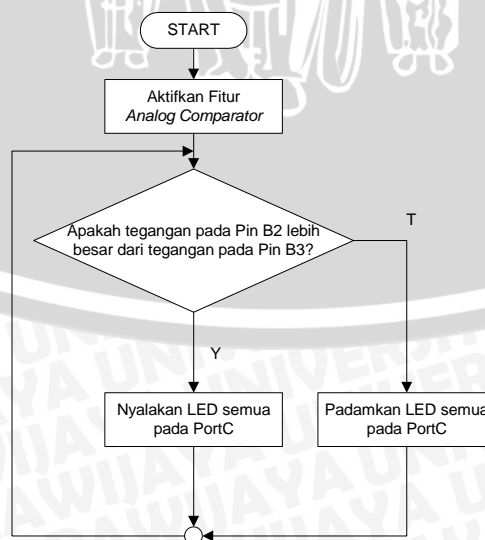 START
Aktifkan Fitur
Analog Comparator
Apakah tegangan pada Pin B2 lebih
besar dari tegangan pada Pin B3?
T
Y
Nyalakan LED semua
pada PortC
Padamkan LED semua
pada PortC